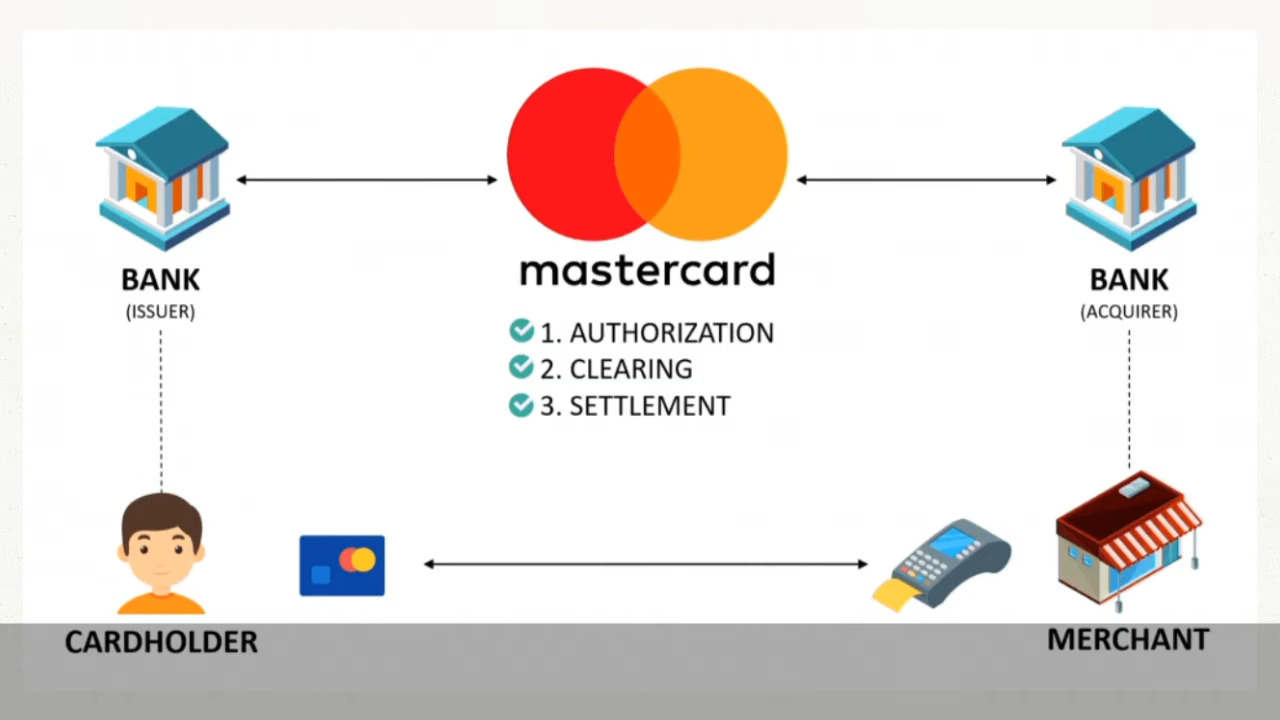 mastercard
BANK
(ISSUER)
BANK
(ACQUIRER)
1. AUTHORIZATION
2. CLEARING
3. SETTLEMENT
CARDHOLDER
MERCHANT